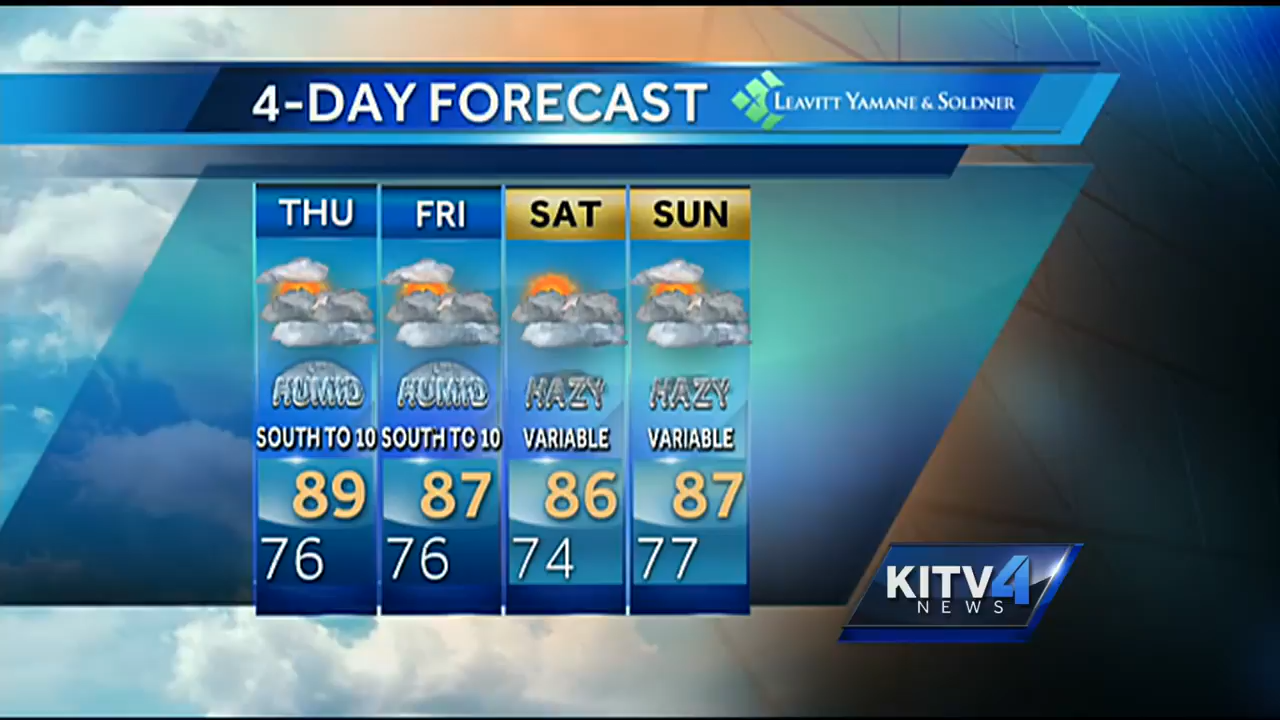 4-DAY FORECAST
LEAVITT YAMANE & SOLDNER
THU FRI SAT SUN
HUMID HUMID HAZY HAZY
SOUTH TO 10 SOUTH TO 10 VARIABLE VARIABLE
89 87 86 87
76 76 74 77
KITV4
NEWS